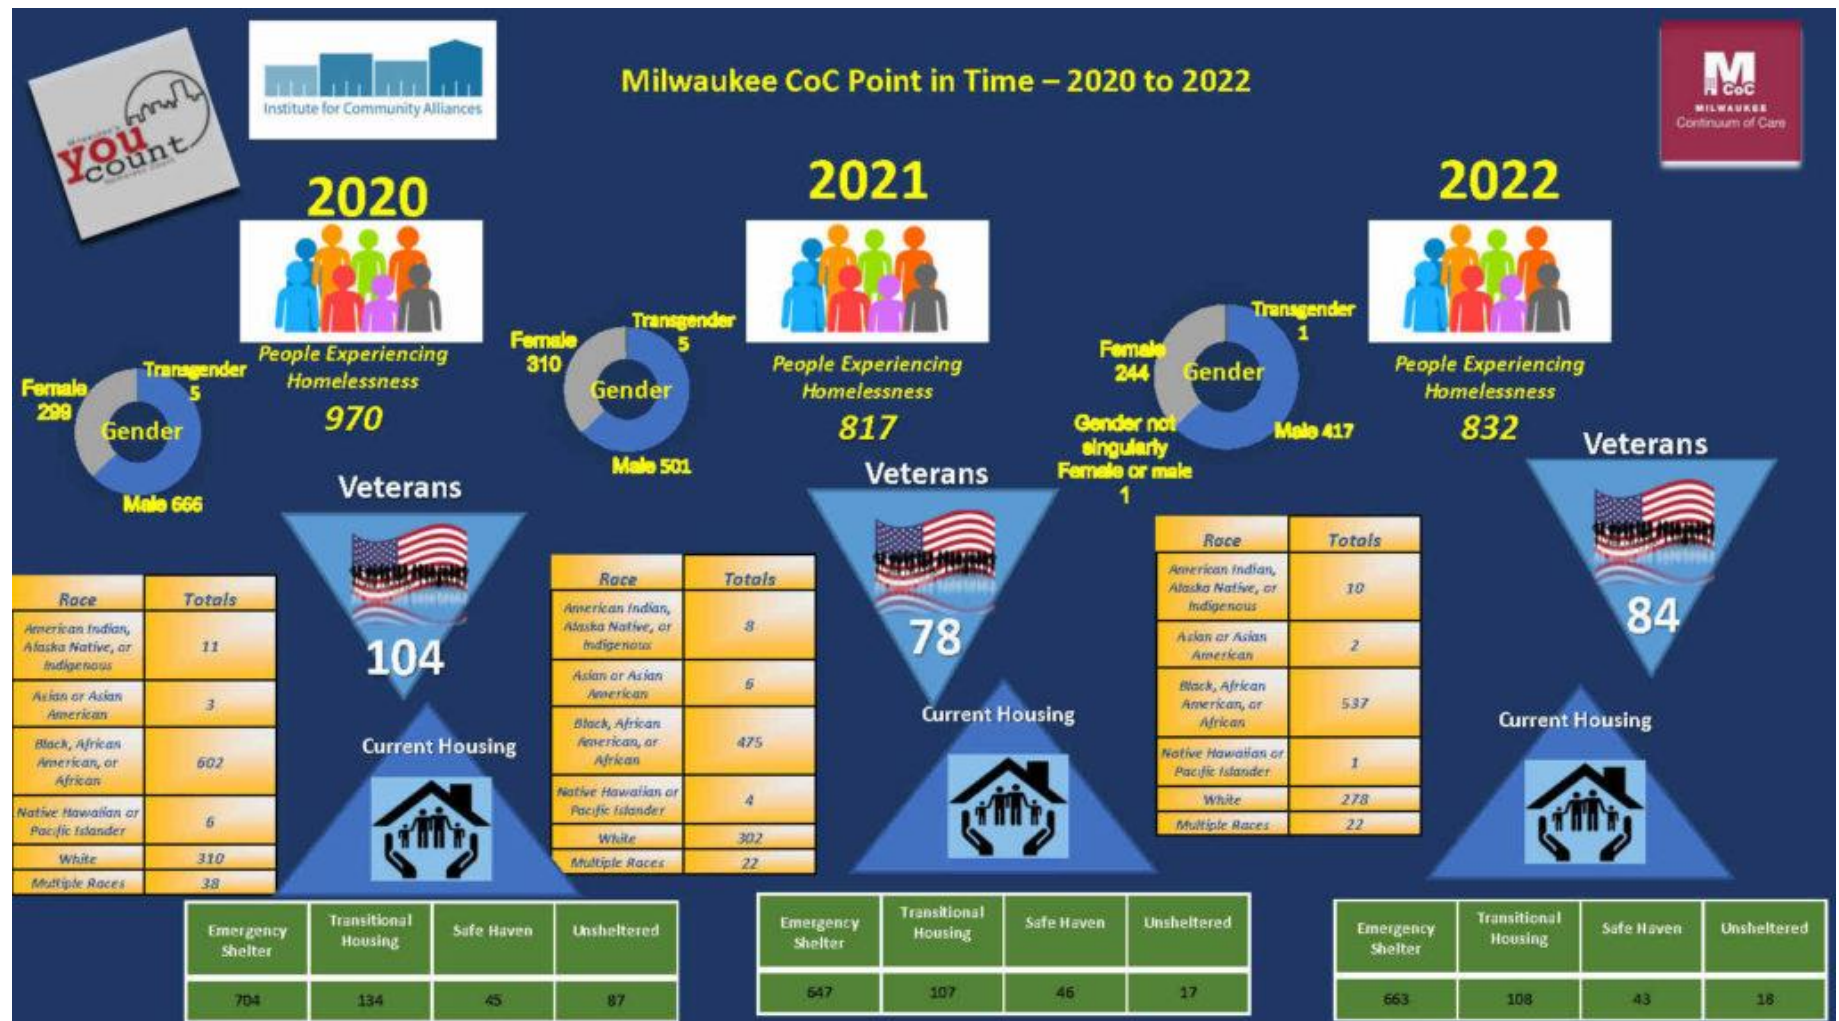 you
count
Institute for Community Alliances
Milwaukee CoC Point in Time – 2020 to 2022
M
CoC
MILWAUKEE
Continuum of Care
2020
People Experiencing
Homelessness
970
Gender
Female
299
Transgender
5
Male 666
Veterans
104
Race Totals
American Indian,
Alaska Native, or
Indigenous
11
Asian or Asian
American
3
Black, African
American, or
African
602
Native Hawaiian or
Pacific Islander
6
White 310
Multiple Races 38
Current Housing
Emergency
Shelter
Transitional
Housing
Safe Haven
Unsheltered
704 134 45 87
2021
People Experiencing
Homelessness
817
Gender
Female
310
Transgender
5
Male 501
Veterans
78
Race Totals
American Indian,
Alaska Native, or
Indigenous
8
Asian or Asian
American
6
Black, African
American, or
African
475
Native Hawaiian or
Pacific Islander
4
White 302
Multiple Races 22
Current Housing
Emergency
Shelter
Transitional
Housing
Safe Haven
Unsheltered
647 107 46 17
2022
People Experiencing
Homelessness
832
Gender
Female
244
Transgender
1
Male 417
Gender not
singularly
Female or male
1
Veterans
84
Race Totals
American Indian,
Alaska Native, or
Indigenous
10
Asian or Asian
American
2
Black, African
American, or
African
537
Native Hawaiian or
Pacific Islander
1
White 278
Multiple Races 22
Current Housing
Emergency
Shelter
Transitional
Housing
Safe Haven
Unsheltered
663 108 43 18